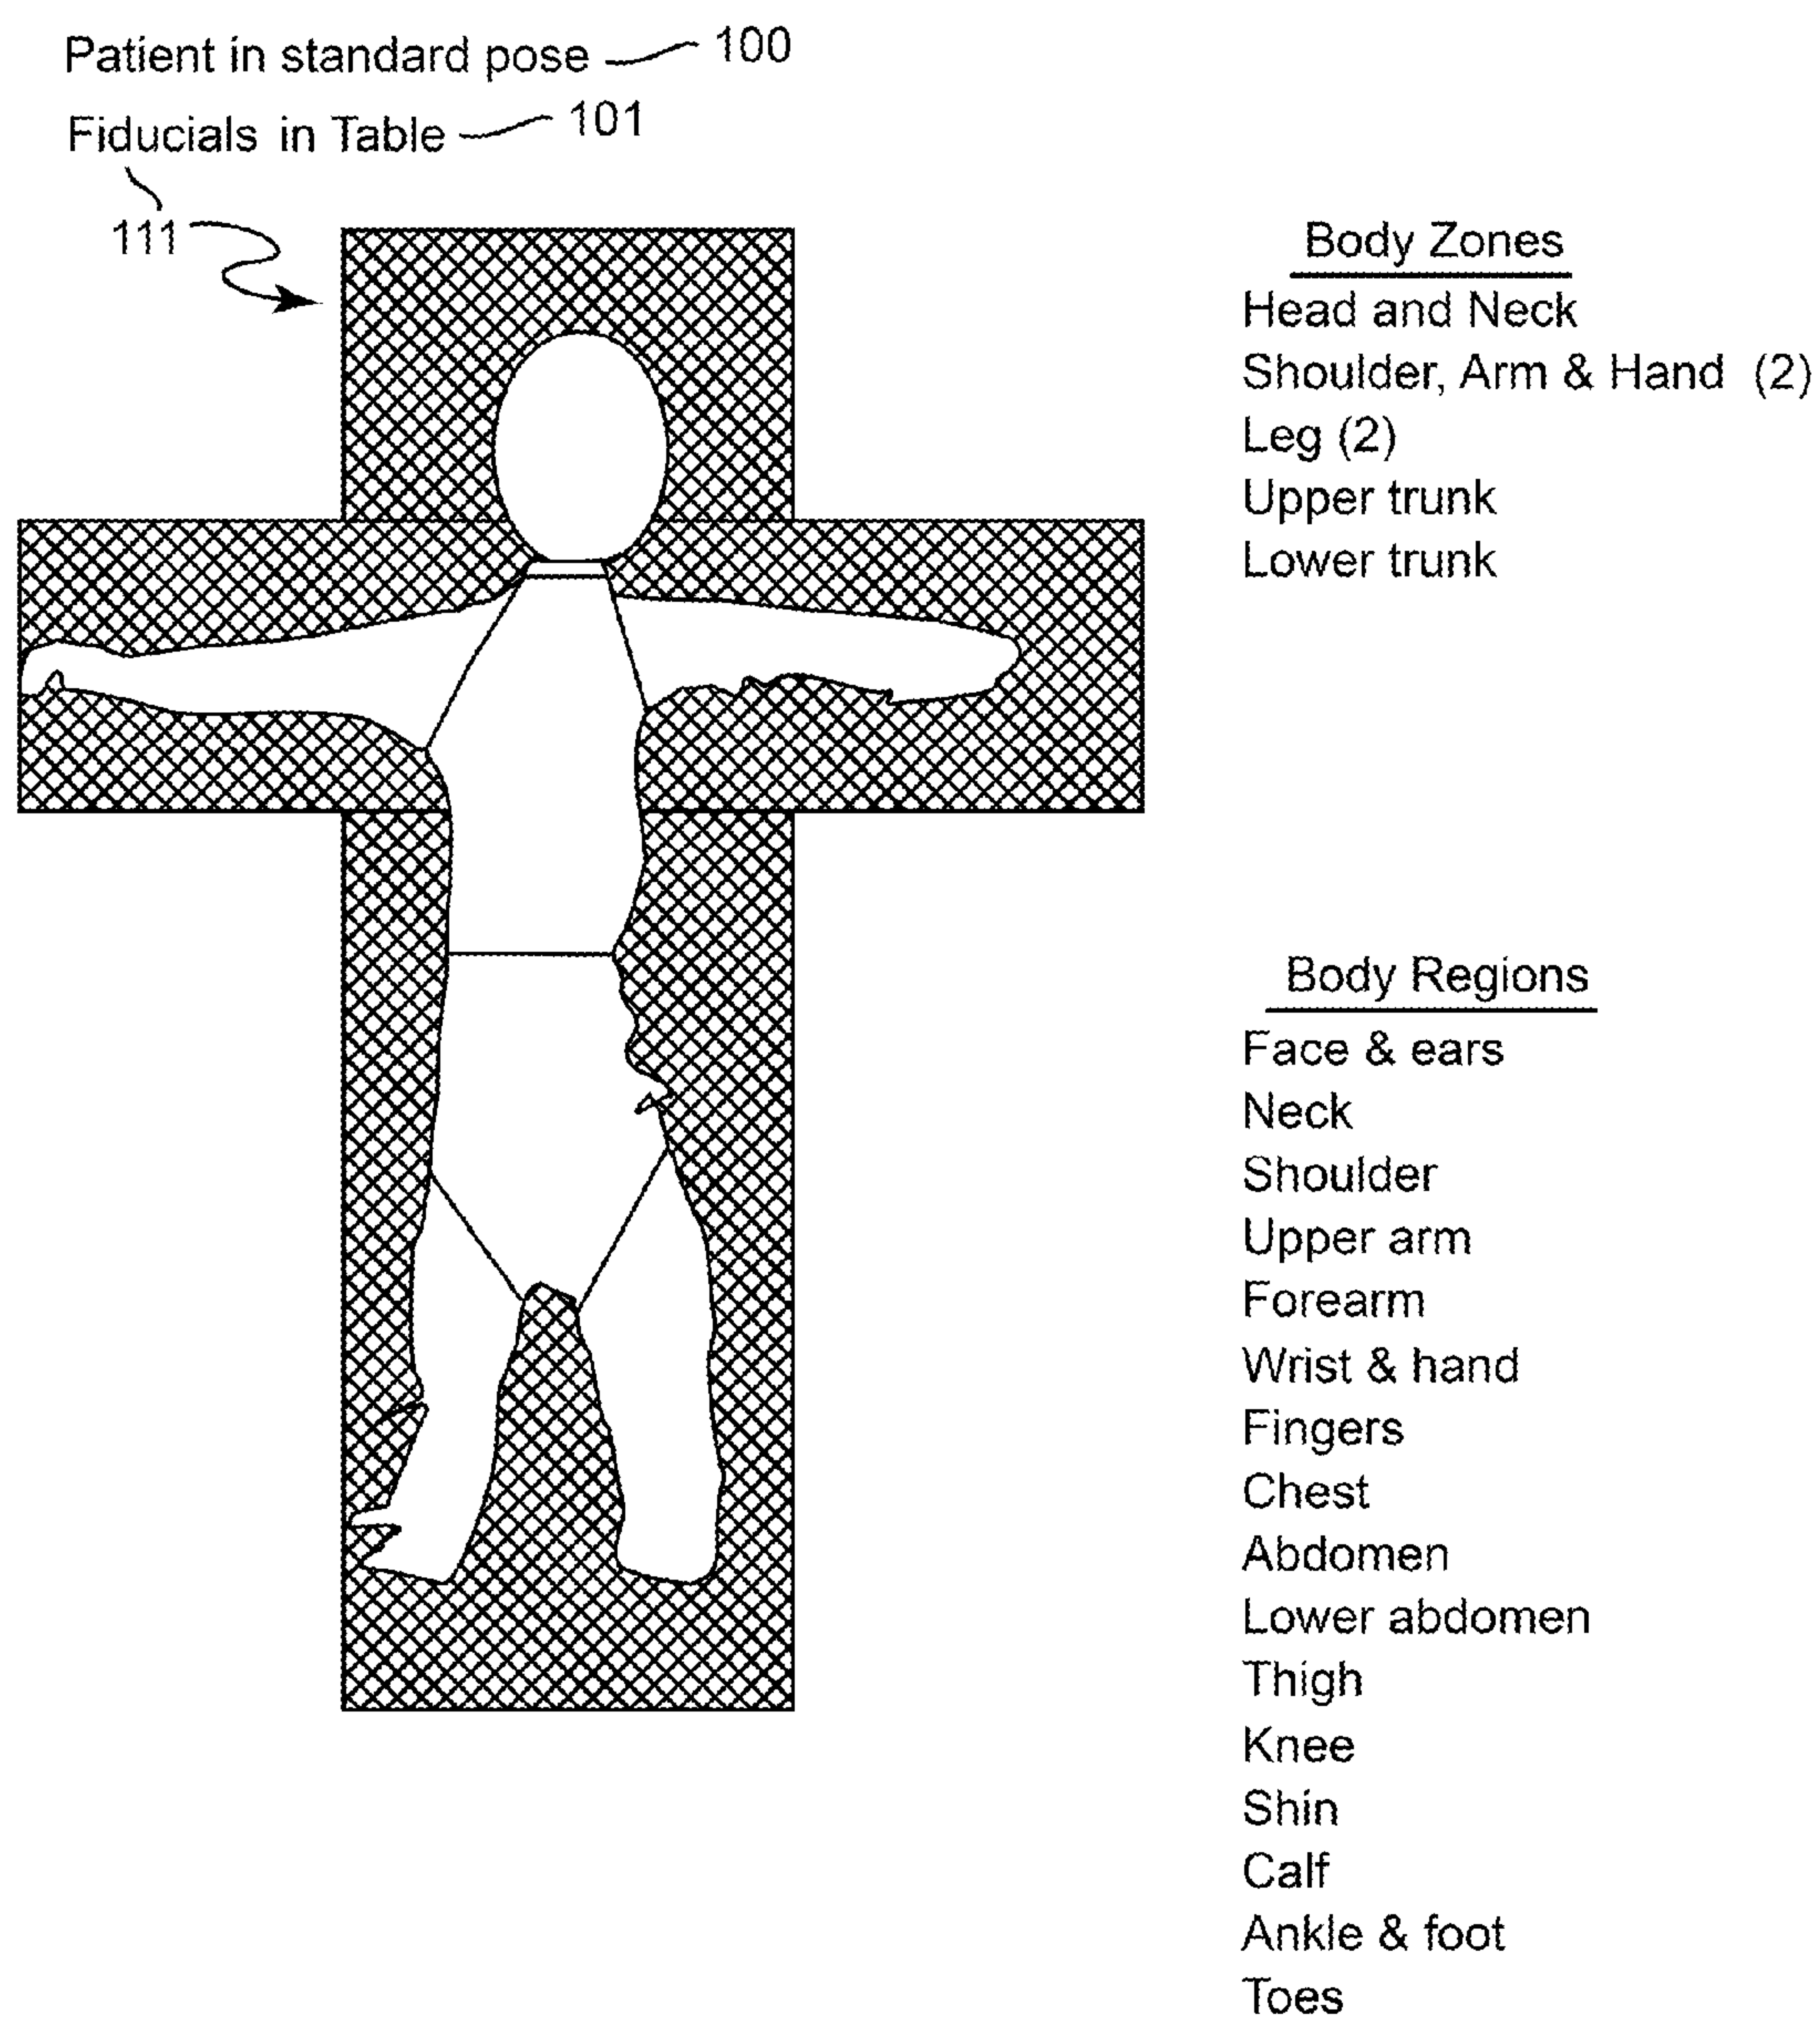 Patient in standard pose 100
Fiducials in Table 101
111
Body Zones
Head and Neck
Shoulder, Arm & Hand (2)
Leg (2)
Upper trunk
Lower trunk
Body Regions
Face & ears
Neck
Shoulder
Upper arm
Forearm
Wrist & hand
Fingers
Chest
Abdomen
Lower abdomen
Thigh
Knee
Shin
Calf
Ankle & foot
Toes